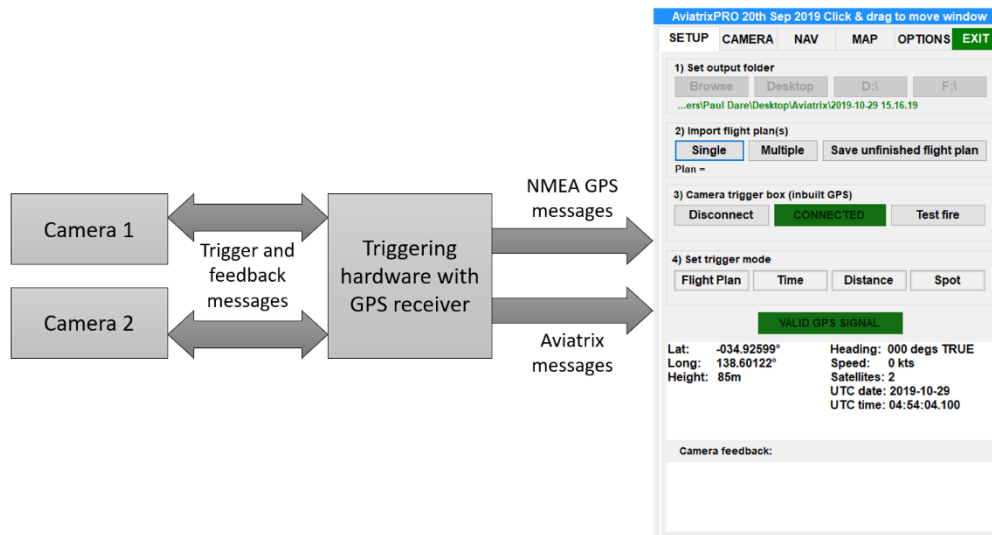 Camera 1
Camera 2
Trigger and
feedback
messages
Triggering
hardware with
GPS receiver
NMEA GPS
messages
Aviatrix
messages
AviatrixPRO 20th Sep 2019 Click & drag to move window
SETUP CAMERA NAV MAP OPTIONS EXIT
1) Set output folder
Browse Desktop D:\ F:\
...ers\Paul Dare\Desktop\Aviatrix\2019-10-29 15.16.19
2) Import flight plan(s)
Single Multiple Save unfinished flight plan
Plan =
3) Camera trigger box (inbuilt GPS)
Disconnect CONNECTED Test fire
4) Set trigger mode
Flight Plan Time Distance Spot
VALID GPS SIGNAL
Lat: -034.92599° Heading: 000 degs TRUE
Long: 138.60122° Speed: 0 kts
Height: 85m Satellites: 2
UTC date: 2019-10-29
UTC time: 04:54:04.100
Camera feedback: